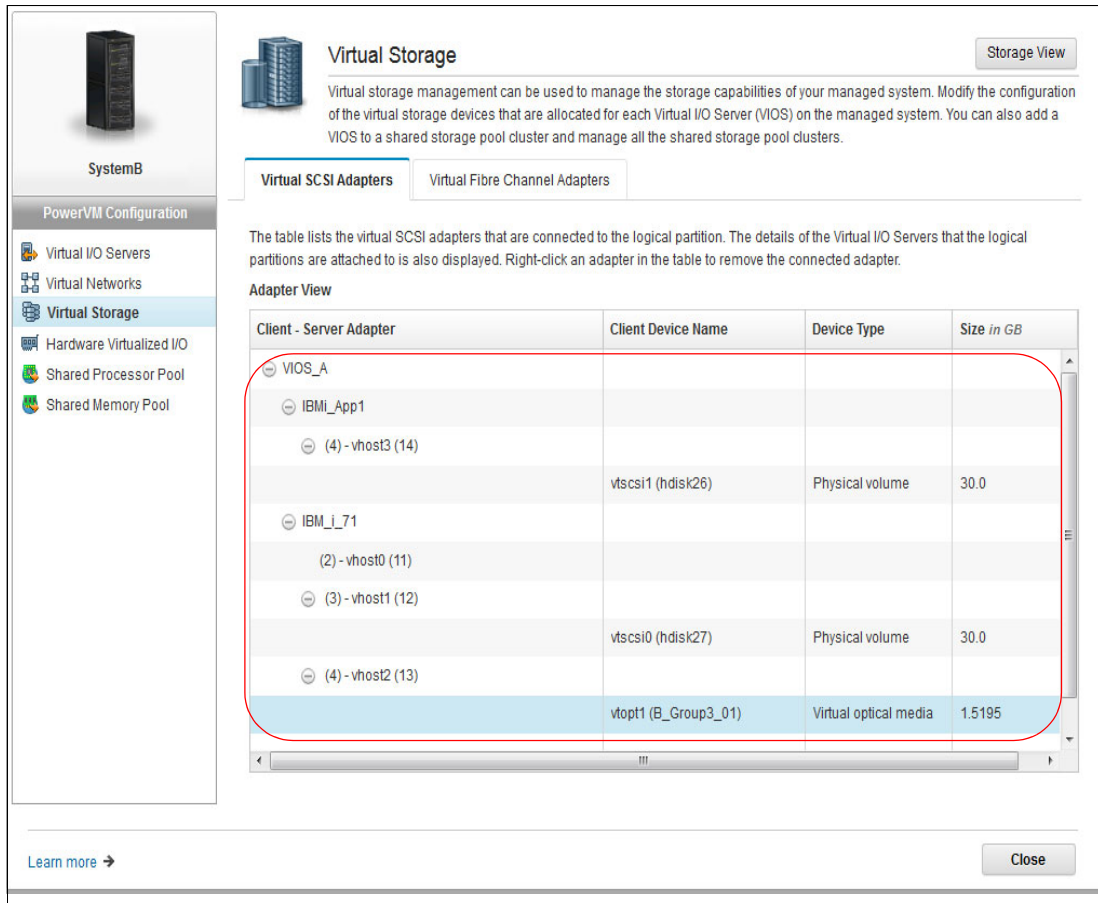 SystemB
PowerVM Configuration
Virtual I/O Servers
Virtual Networks
Virtual Storage
Hardware Virtualized I/O
Shared Processor Pool
Shared Memory Pool
Virtual Storage
Storage View
Virtual storage management can be used to manage the storage capabilities of your managed system. Modify the configuration
of the virtual storage devices that are allocated for each Virtual I/O Server (VIOS) on the managed system. You can also add a
VIOS to a shared storage pool cluster and manage all the shared storage pool clusters.
Virtual SCSI Adapters Virtual Fibre Channel Adapters
The table lists the virtual SCSI adapters that are connected to the logical partition. The details of the Virtual I/O Servers that the logical
partitions are attached to is also displayed. Right-click an adapter in the table to remove the connected adapter.
Adapter View
Client - Server Adapter Client Device Name Device Type Size in GB
VIOS_A
IBMi_App1
(4) - vhost3 (14)
vtscsi1 (hdisk26) Physical volume 30.0
IBM_i_71
(2) - vhost0 (11)
(3) - vhost1 (12)
vtscsi0 (hdisk27) Physical volume 30.0
(4) - vhost2 (13)
vtopt1 (B_Group3_01) Virtual optical media 1.5195
Learn more →
Close